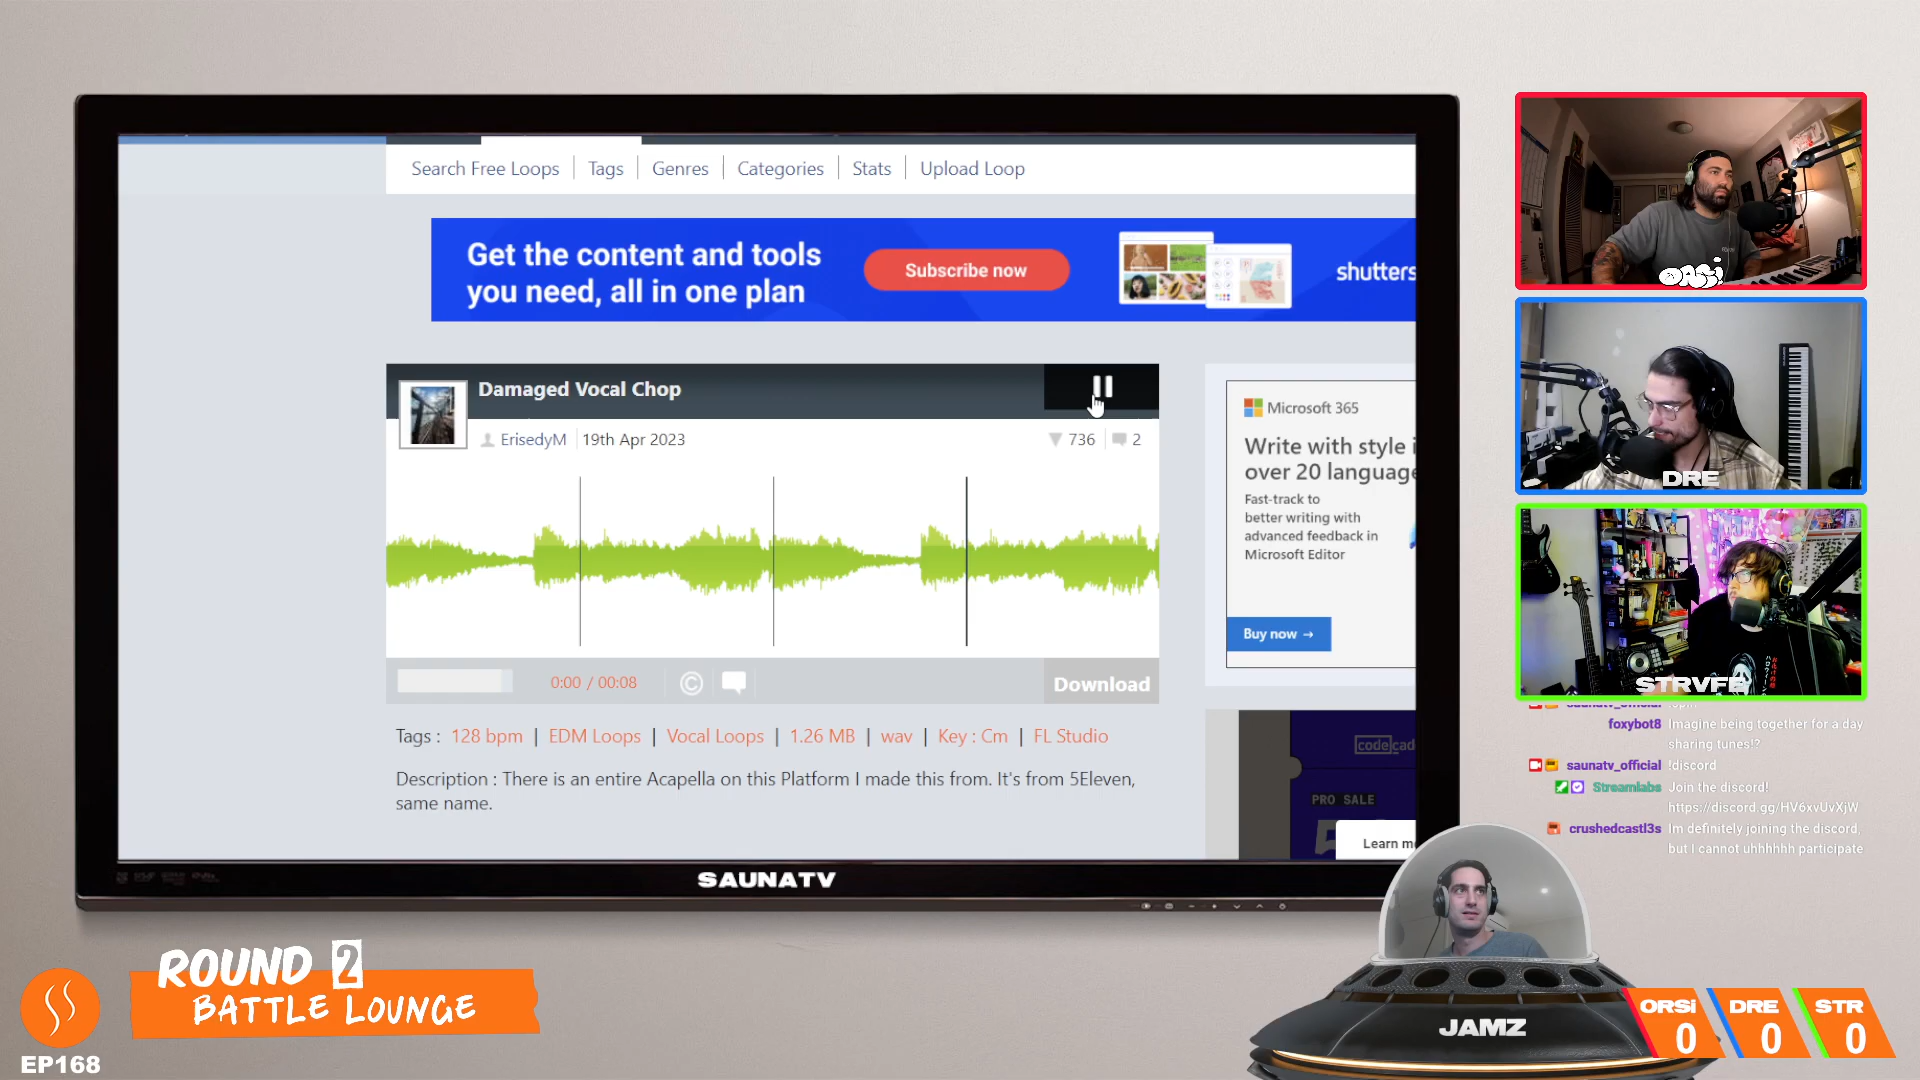 Search Free Loops
Tags
Genres
Categories
Stats
Upload Loop
Get the content and tools
you need, all in one plan
Subscribe now
shutters
Damaged Vocal Chop
ErisedyM
19th Apr 2023
736
2
0:00 / 00:08
Download
Tags : 128 bpm | EDM Loops | Vocal Loops | 1.26 MB | wav | Key : Cm | FL Studio
Description : There is an entire Acapella on this Platform I made this from. It's from 5Eleven,
same name.
Microsoft 365
Write with style i
over 20 language
Fast-track to
better writing with
advanced feedback in
Microsoft Editor
Buy now →
codecad
PRO SALE
Learn m
SAUNATV
ORSi
DRE
STRVFE
saunatv_official
foxybot8 Imagine being together for a day
sharing tunes!?
saunatv_official !discord
Streamlabs Join the discord!
https://discord.gg/HV6xvUvXjW
crushedcastl3s Im definitely joining the discord,
but I cannot uhhhhhh participate
ROUND 2
BATTLE LOUNGE
EP168
JAMZ
ORSi 0
DRE 0
STR 0